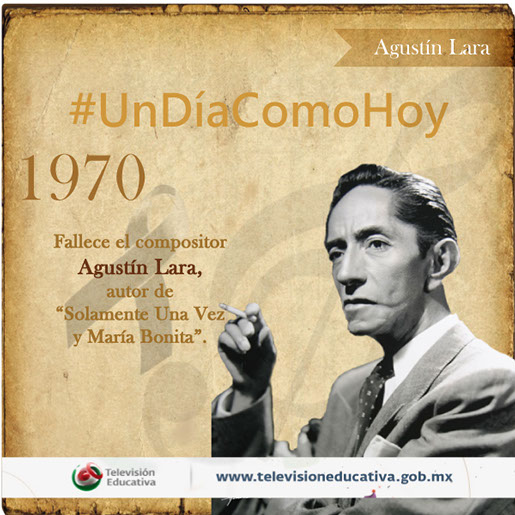 Agustín Lara
#UnDíaComoHoy
1970
Fallece el compositor
Agustín Lara,
autor de
“Solamente Una Vez
y María Bonita”.
Televisión
Educativa
www.televisioneducativa.gob.mx